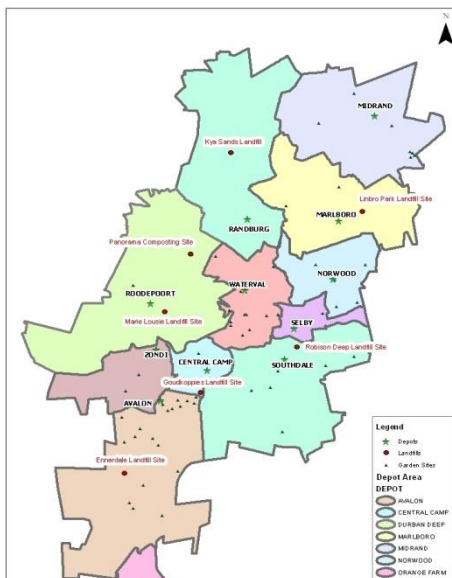 N
MIDRAND
Kya Sands Landfill
Linbro Park Landfill Site
MARLBORO
RANDBURG
Panorama Composting Site
NORWOOD
WATERVAL
ROODEPOORT
Marie Lousie Landfill Site
SELBY
Robison Deep Landfill Site
ZONDI
CENTRAL CAMP
SOUTHDALE
Goudkoppies Landfill Site
AVALON
Ennerdale Landfill Site
Legend
Depots
Landfills
Garden Sites
Depot Area
DEPOT
AVALON
CENTRAL CAMP
DURBAN DEEP
MARLBORO
MIDRAND
NORWOOD
ORANGE FARM